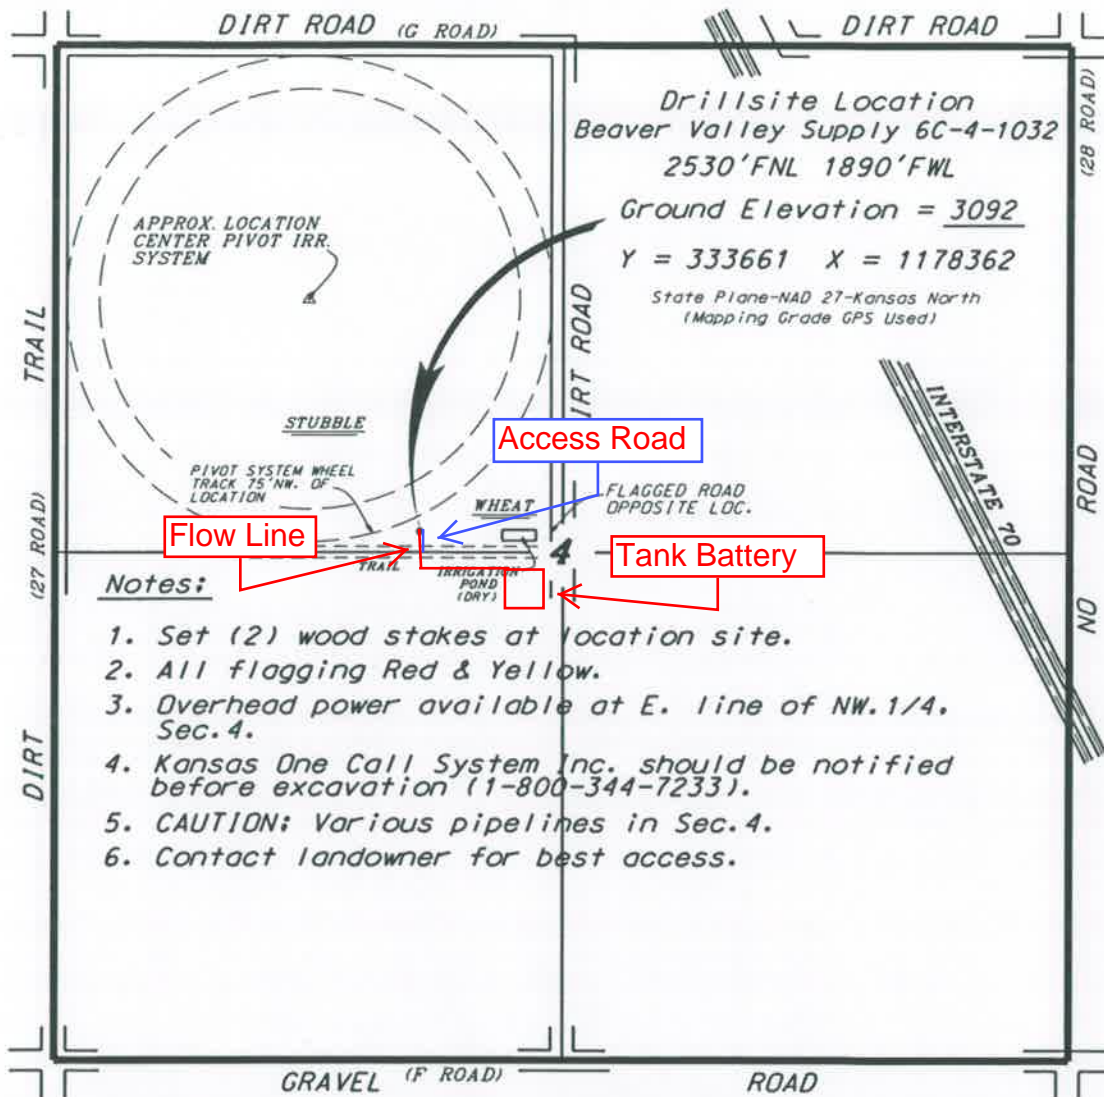 DIRT ROAD (G ROAD)
DIRT ROAD
(28 ROAD)
Drillsite Location
Beaver Valley Supply 6C-4-1032
2530'FNL 1890'FWL
Ground Elevation = 3092
Y = 333661 X = 1178362
State Plane-NAD 27-Kansas North
(Mapping Grade GPS Used)
APPROX. LOCATION
CENTER PIVOT IRR.
SYSTEM
TRAIL
IRT ROAD
INTERSTATE 70
STUBBLE
Access Road
PIVOT SYSTEM WHEEL
TRACK 75'NW. OF
LOCATION
WHEAT
FLAGGED ROAD
OPPOSITE LOC.
ROAD
Flow Line
4
Tank Battery
(27 ROAD)
TRAIL
IRRIGATION
POND
(DRY)
NO
Notes:
1. Set (2) wood stakes at location site.
2. All flagging Red & Yellow.
3. Overhead power available at E. line of NW.1/4.
Sec.4.
4. Kansas One Call System Inc. should be notified
before excavation (1-800-344-7233).
5. CAUTION: Various pipelines in Sec.4.
6. Contact landowner for best access.
DIRT
GRAVEL (F ROAD)
ROAD